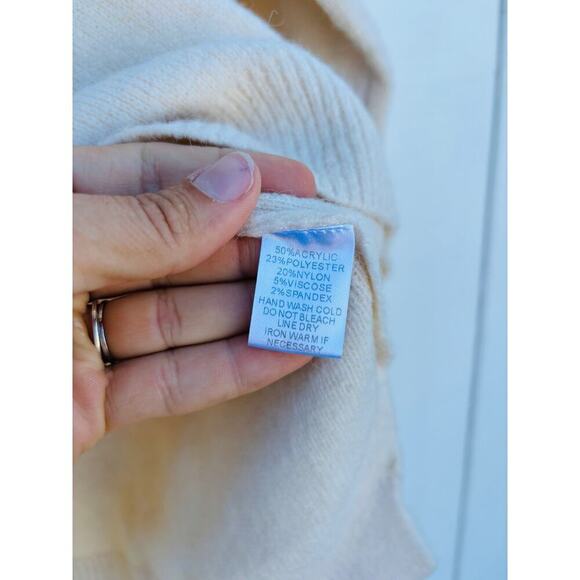 50%ACRYLIC
23%POLYESTER
20%NYLON
5%VISCOSE
2%SPANDEX
HAND WASH COLD
DO NOT BLEACH
LINE DRY
IRON WARM IF
NECESSARY